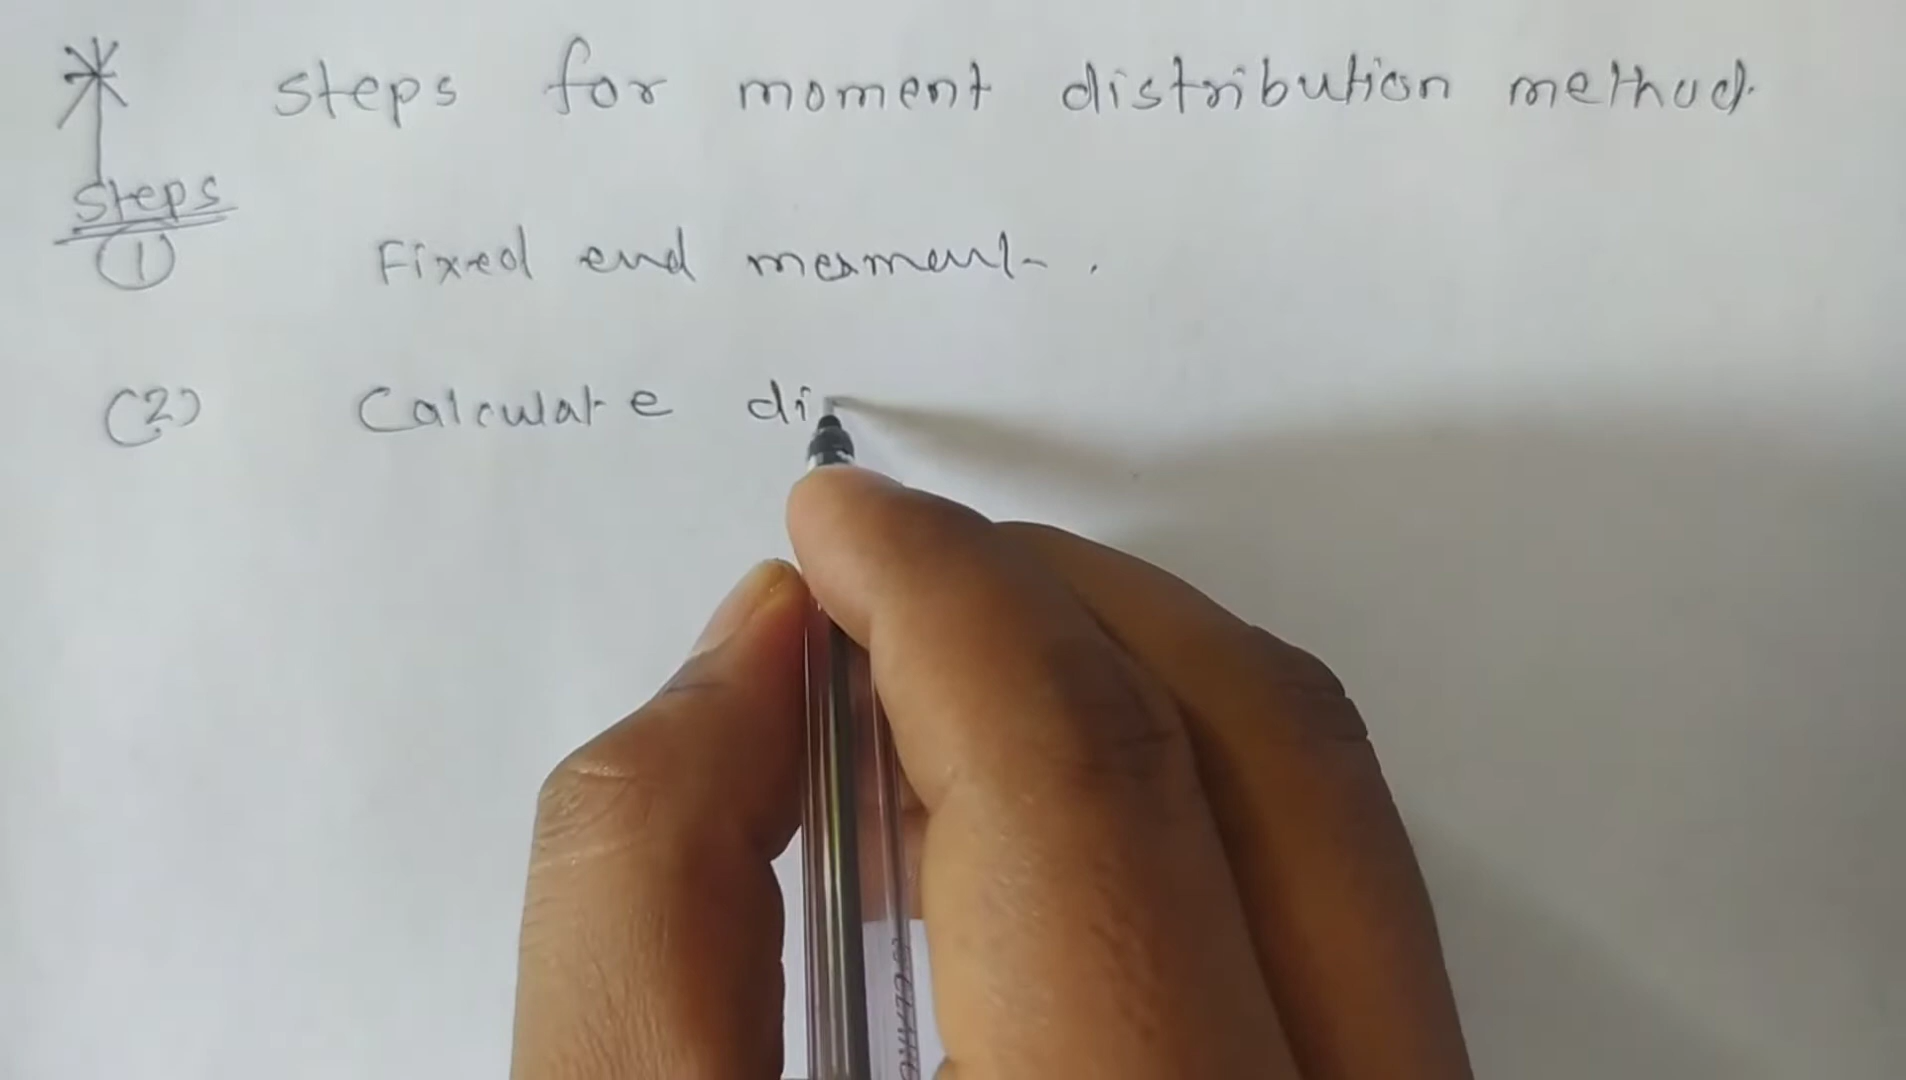 steps for moment distribution method.
Steps
1 Fixed end moment.
(2) Calculate di